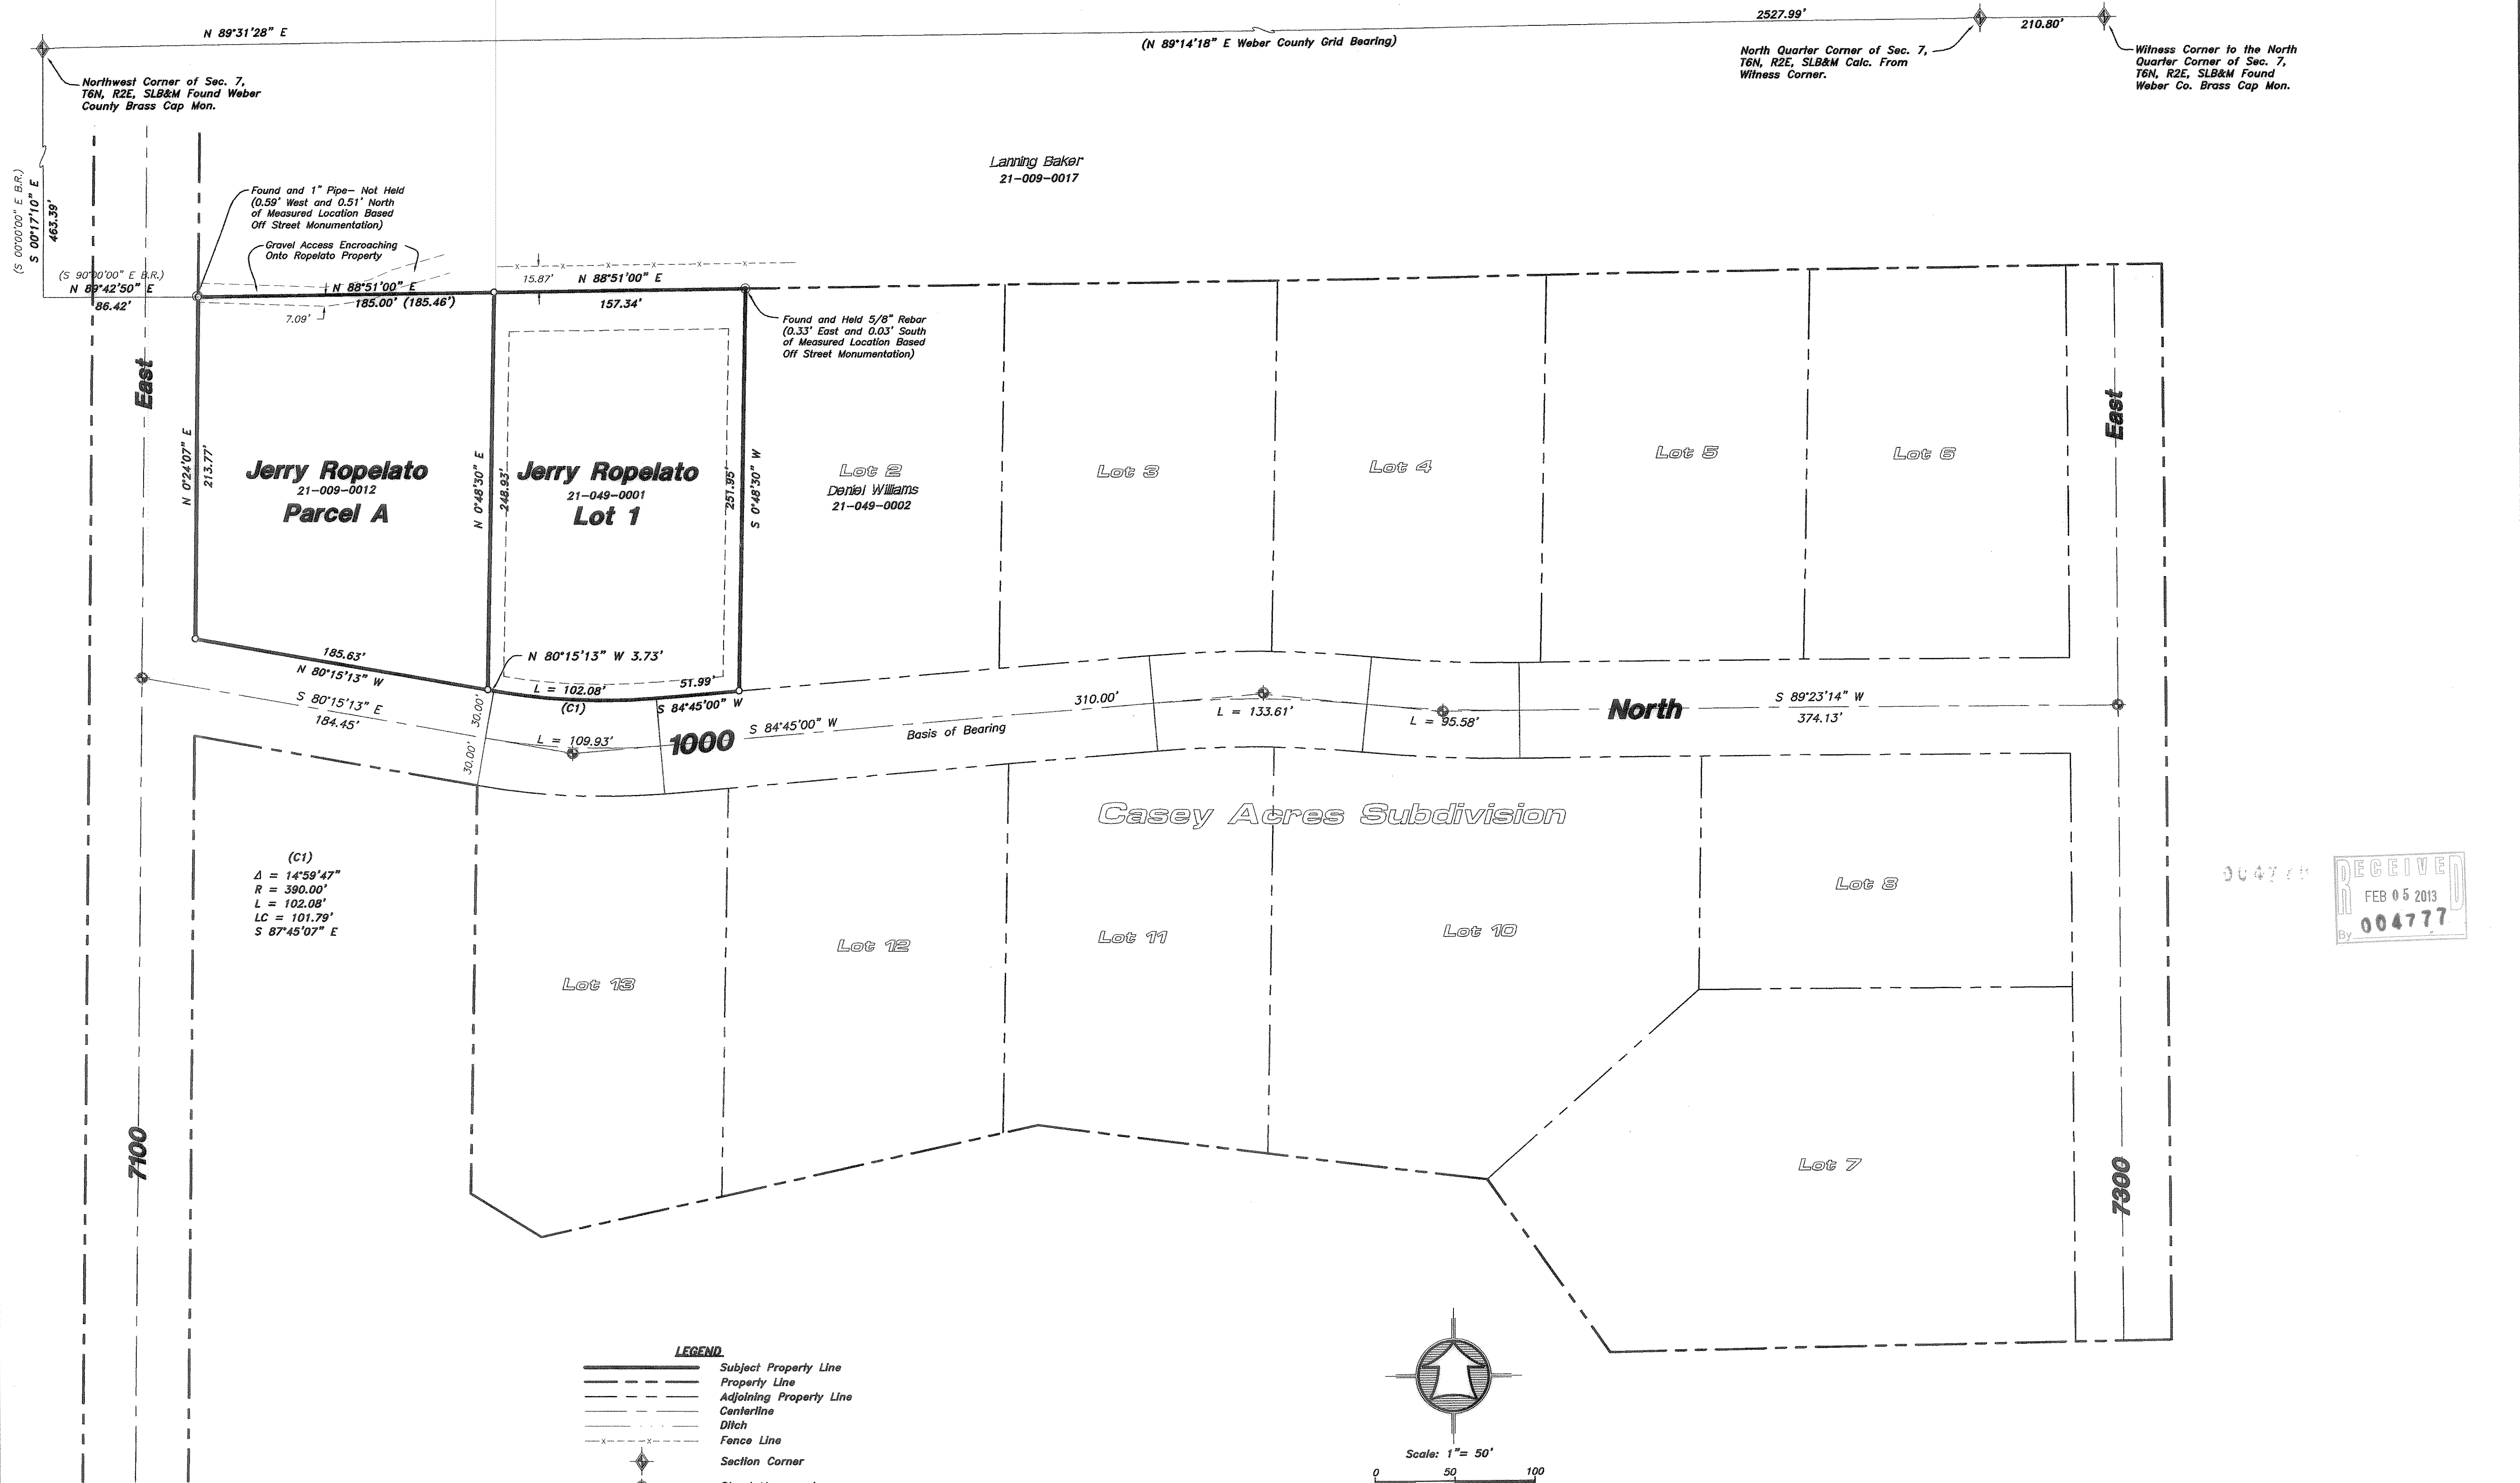 N 89°31'28" E
2527.99'
(N 89°14'18" E Weber County Grid Bearing)
210.80'
Northwest Corner of Sec. 7,
T6N, R2E, SLB&M Found Weber
County Brass Cap Mon.
North Quarter Corner of Sec. 7,
T6N, R2E, SLB&M Calc. From
Witness Corner.
Witness Corner to the North
Quarter Corner of Sec. 7,
T6N, R2E, SLB&M Found
Weber Co. Brass Cap Mon.
(S 00°00'00" E B.R.)
S 00°17'10" E
463.39'
Lanning Baker
21-009-0017
Found and 1" Pipe- Not Held
(0.59' West and 0.51' North
of Measured Location Based
Off Street Monumentation)
Gravel Access Encroaching
Onto Ropelato Property
(S 90°00'00" E B.R.)
N 89°42'50" E
86.42'
N 88°51'00" E
185.00' (185.46')
7.09'
15.87'
N 88°51'00" E
157.34'
Found and Held 5/8" Rebar
(0.33' East and 0.03' South
of Measured Location Based
Off Street Monumentation)
East
East
N 0°24'07" E
213.77'
Jerry Ropelato
21-009-0012
Parcel A
N 0°48'30" E
248.93'
Jerry Ropelato
21-049-0001
Lot 1
251.95'
S 0°48'30" W
Lot 2
Daniel Williams
21-049-0002
Lot 3
Lot 4
Lot 5
Lot 6
185.63'
N 80°15'13" W
N 80°15'13" W 3.73'
L = 102.08'
(C1)
51.99'
S 84°45'00" W
S 80°15'13" E
184.45'
30.00'
30.00'
L = 109.93'
1000
S 84°45'00" W
Basis of Bearing
310.00'
L = 133.61'
L = 95.58'
North
S 89°23'14" W
374.13'
Casey Acres Subdivision
(C1)
Δ = 14°59'47"
R = 390.00'
L = 102.08'
LC = 101.79'
S 87°45'07" E
Lot 8
RECEIVED
FEB 05 2013
By 004777
Lot 13
Lot 12
Lot 11
Lot 10
Lot 7
7100
7300
LEGEND
Subject Property Line
Property Line
Adjoining Property Line
Centerline
Ditch
Fence Line
Section Corner
Scale: 1"= 50'
0 50 100